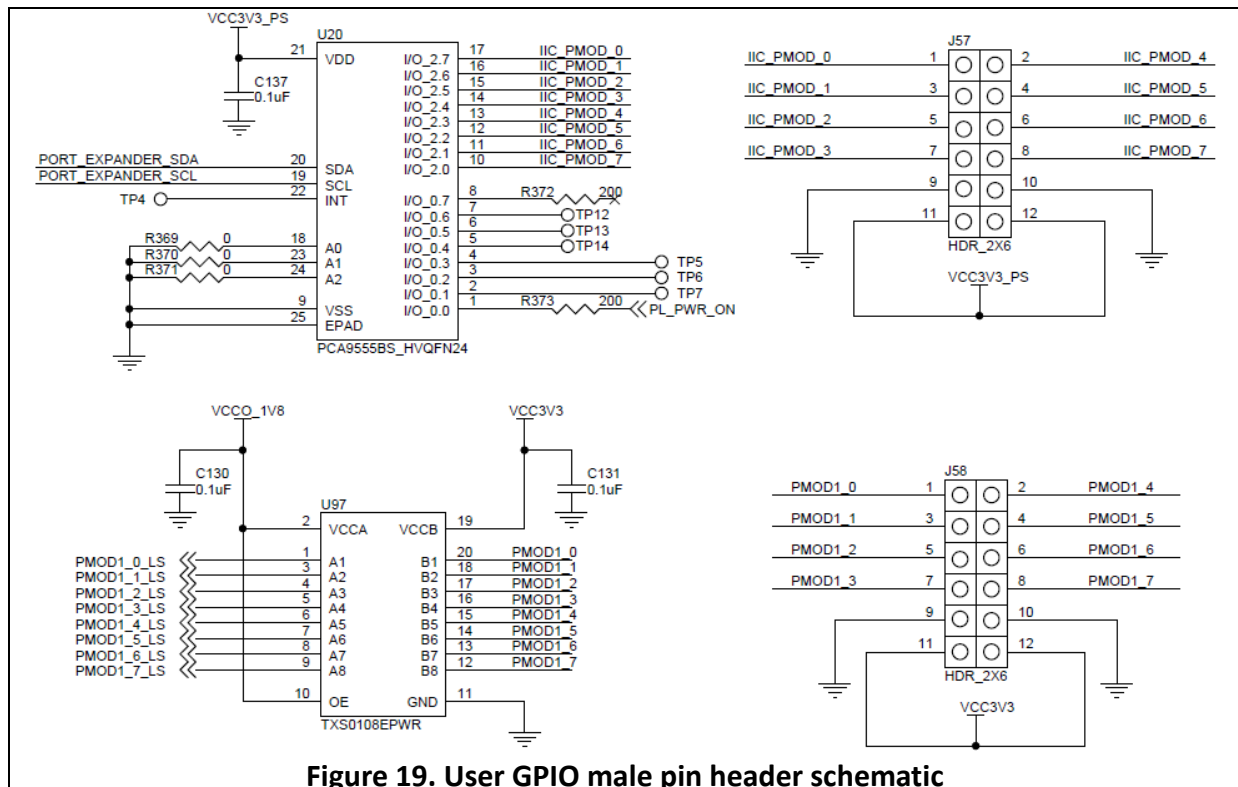 VCC3V3_PS
U20
21 VDD
C137
0.1uF
I/O_2.7 17 IIC_PMOD_0
I/O_2.6 16 IIC_PMOD_1
I/O_2.5 15 IIC_PMOD_2
I/O_2.4 14 IIC_PMOD_3
I/O_2.3 13 IIC_PMOD_4
I/O_2.2 12 IIC_PMOD_5
I/O_2.1 11 IIC_PMOD_6
I/O_2.0 10 IIC_PMOD_7
PORT_EXPANDER_SDA 20 SDA
PORT_EXPANDER_SCL 19 SCL
TP4 22 INT
I/O_0.7 8 R372 200
I/O_0.6 7 TP12
I/O_0.5 6 TP13
I/O_0.4 5 TP14
I/O_0.3 4 TP5
I/O_0.2 3 TP6
I/O_0.1 2 TP7
I/O_0.0 1 R373 200 PL_PWR_ON
R369 0 18 A0
R370 0 23 A1
R371 0 24 A2
9 VSS
25 EPAD
PCA9555BS_HVQFN24
J57
IIC_PMOD_0 1 2 IIC_PMOD_4
IIC_PMOD_1 3 4 IIC_PMOD_5
IIC_PMOD_2 5 6 IIC_PMOD_6
IIC_PMOD_3 7 8 IIC_PMOD_7
9 10
11 12
HDR_2X6
VCC3V3_PS
VCCO_1V8
VCC3V3
C130
0.1uF
C131
0.1uF
U97
2 VCCA VCCB 19
PMOD1_0_LS 1 A1 B1 20 PMOD1_0
PMOD1_1_LS 3 A2 B2 18 PMOD1_1
PMOD1_2_LS 4 A3 B3 17 PMOD1_2
PMOD1_3_LS 5 A4 B4 16 PMOD1_3
PMOD1_4_LS 6 A5 B5 15 PMOD1_4
PMOD1_5_LS 7 A6 B6 14 PMOD1_5
PMOD1_6_LS 8 A7 B7 13 PMOD1_6
PMOD1_7_LS 9 A8 B8 12 PMOD1_7
10 OE GND 11
TXS0108EPWR
J58
PMOD1_0 1 2 PMOD1_4
PMOD1_1 3 4 PMOD1_5
PMOD1_2 5 6 PMOD1_6
PMOD1_3 7 8 PMOD1_7
9 10
11 12
HDR_2X6
VCC3V3
Figure 19. User GPIO male pin header schematic